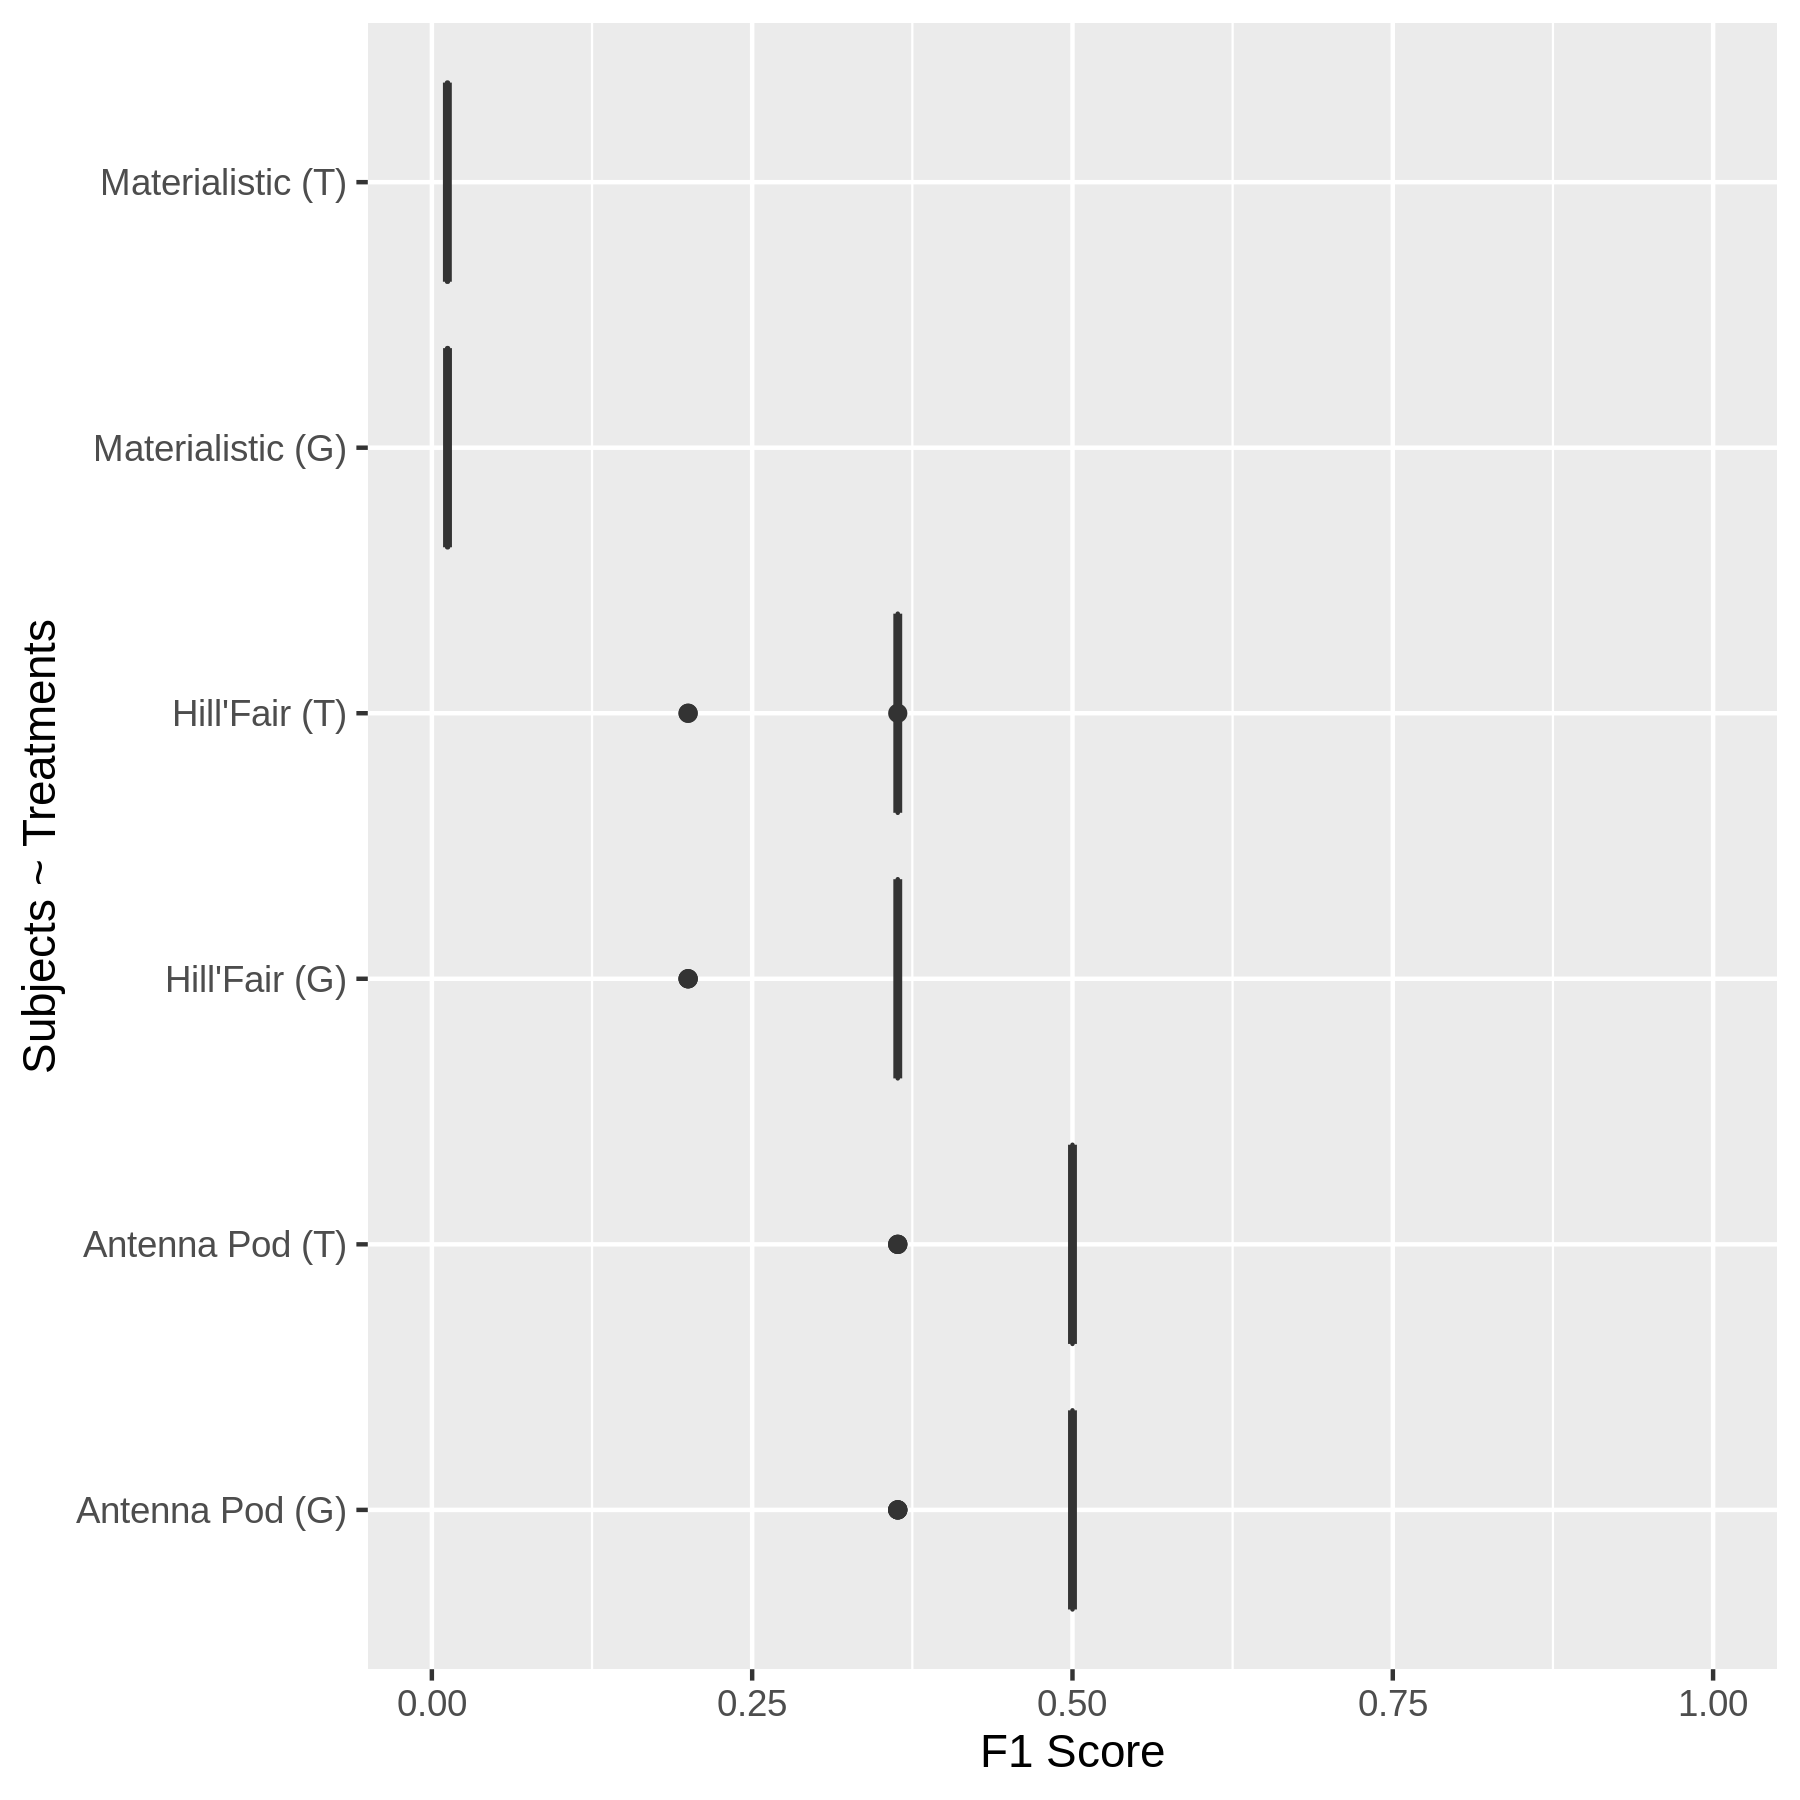 Materialistic (T)
Materialistic (G)
Hill'Fair (T)
Hill'Fair (G)
Antenna Pod (T)
Antenna Pod (G)
Subjects ~ Treatments
0.00 0.25 0.50 0.75 1.00
F1 Score